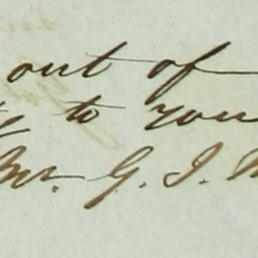 out of
to you
Mr. G. J.